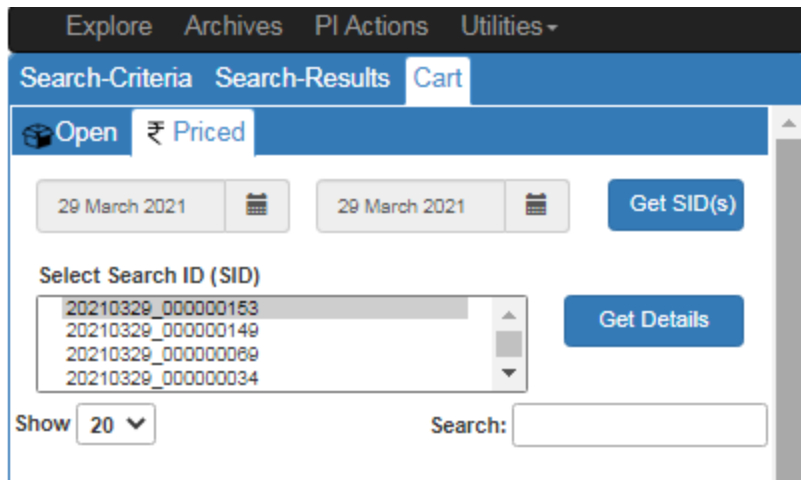 Explore Archives PI Actions Utilities
Search-Criteria Search-Results Cart
Open ₹ Priced
29 March 2021 29 March 2021 Get SID(s)
Select Search ID (SID)
20210329_000000153
20210329_000000149
20210329_000000069
20210329_000000034
Get Details
Show 20 Search: